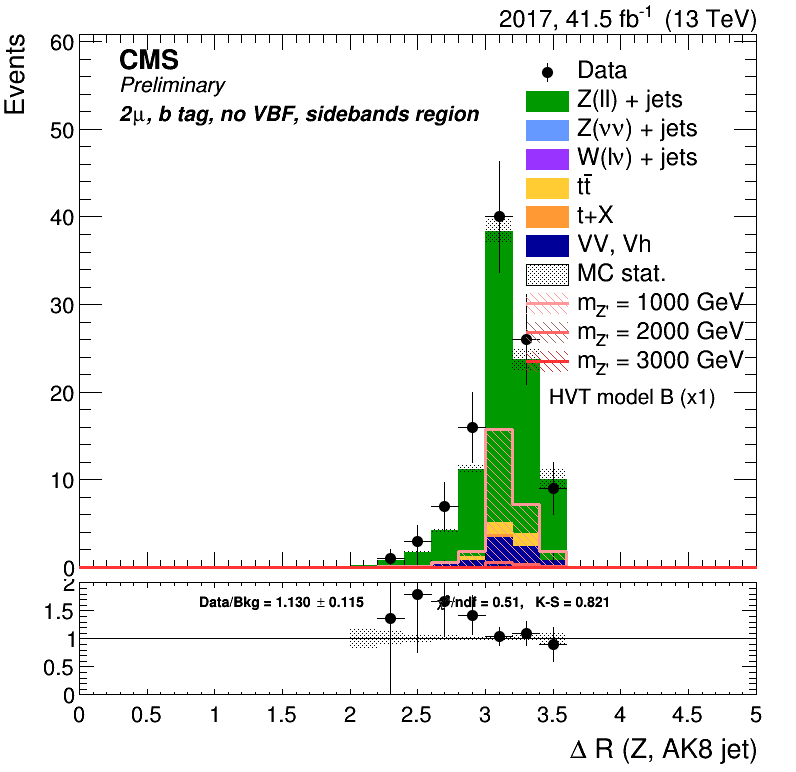 2017, 41.5 fb⁻¹ (13 TeV)
Events
CMS
Preliminary
2μ, b tag, no VBF, sidebands region
Data
Z(ll) + jets
Z(νν) + jets
W(lν) + jets
tt̄
t+X
VV, Vh
MC stat.
m_Z' = 1000 GeV
m_Z' = 2000 GeV
m_Z' = 3000 GeV
HVT model B (x1)
60
50
40
30
20
10
0
Data/Bkg = 1.130 ± 0.115
χ²/ndf = 0.51, K-S = 0.821
2
1.5
1
0.5
0
0 0.5 1 1.5 2 2.5 3 3.5 4 4.5 5
Δ R (Z, AK8 jet)